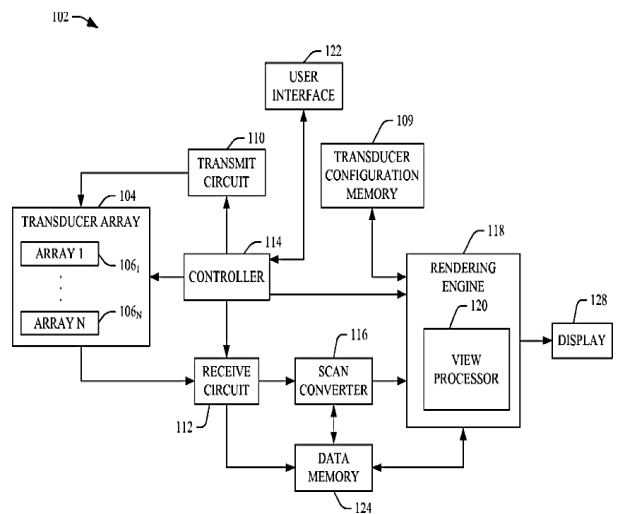 102
122
USER
INTERFACE
110
TRANSMIT
CIRCUIT
109
TRANSDUCER
CONFIGURATION
MEMORY
104
TRANSDUCER ARRAY
ARRAY 1
106₁
ARRAY N
106ₙ
114
CONTROLLER
118
RENDERING
ENGINE
120
VIEW
PROCESSOR
128
DISPLAY
RECEIVE
CIRCUIT
112
116
SCAN
CONVERTER
DATA
MEMORY
124